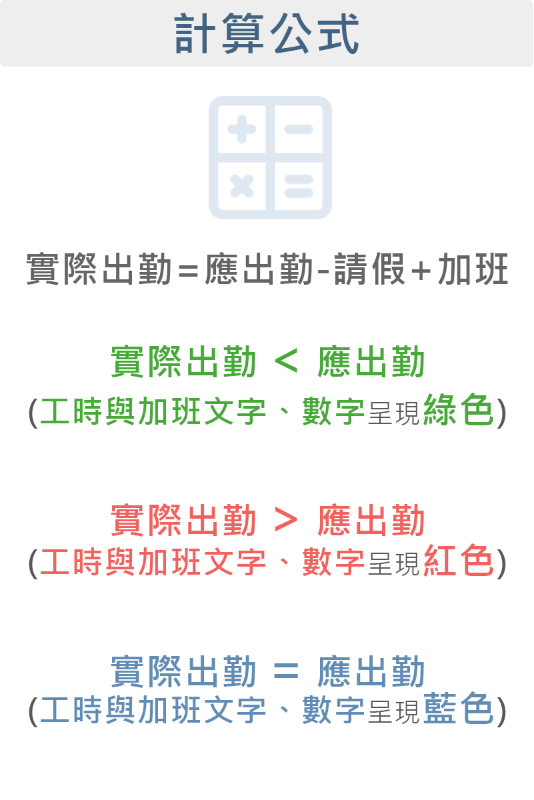 計算公式
實際出勤=應出勤-請假+加班
實際出勤 < 應出勤
(工時與加班文字、數字呈現綠色)
實際出勤 > 應出勤
(工時與加班文字、數字呈現紅色)
實際出勤 = 應出勤
(工時與加班文字、數字呈現藍色)